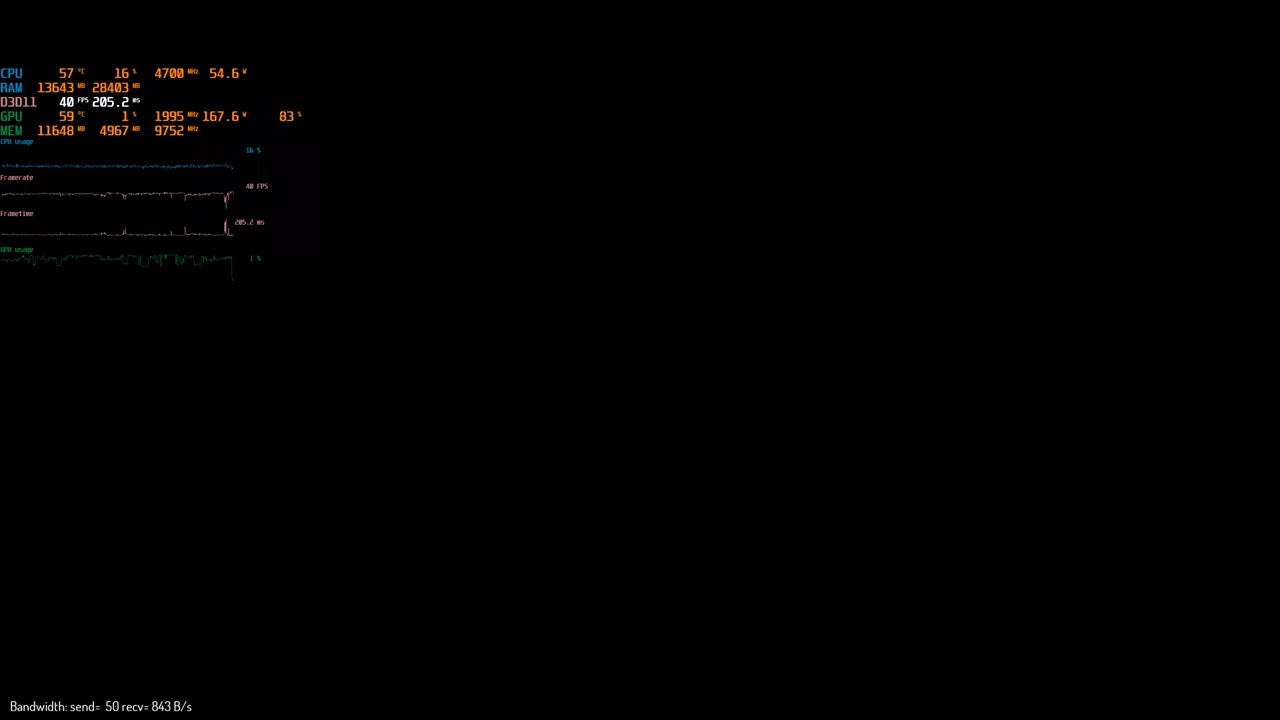 CPU 57 °C 16 % 4700 MHz 54.6 W
RAM 13643 MB 28403 MB
D3D11 40 FPS 205.2 ms
GPU 59 °C 1 % 1995 MHz 167.6 W 83 %
MEM 11648 MB 4967 MB 9752 MHz
CPU usage
16 %
Framerate
40 FPS
Frametime
205.2 ms
GPU usage
1 %
Bandwidth: send= 50 recv= 843 B/s